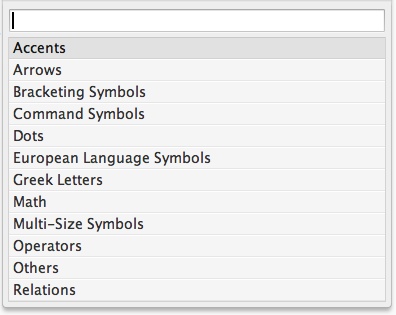 Accents
Arrows
Bracketing Symbols
Command Symbols
Dots
European Language Symbols
Greek Letters
Math
Multi-Size Symbols
Operators
Others
Relations